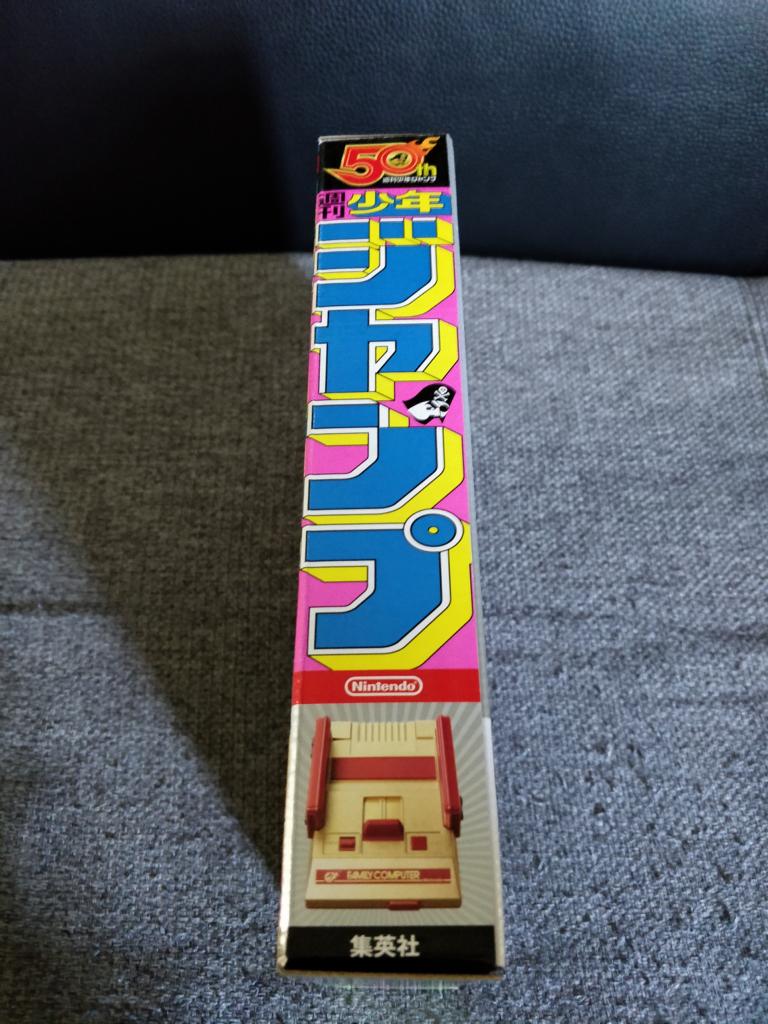 50th
週刊少年ジャンプ
週刊
少年
ジャンプ
Nintendo
FAMILY COMPUTER
集英社